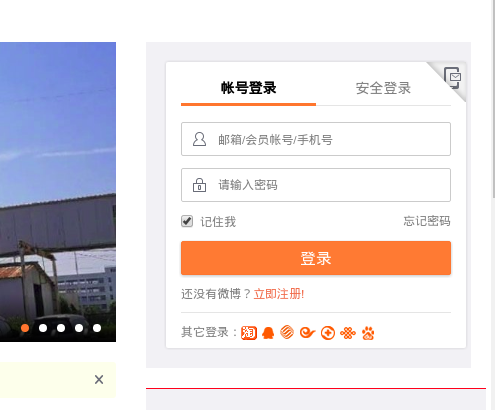 帐号登录
安全登录
邮箱/会员帐号/手机号
请输入密码
记住我
忘记密码
登录
还没有微博？立即注册!
其它登录：淘